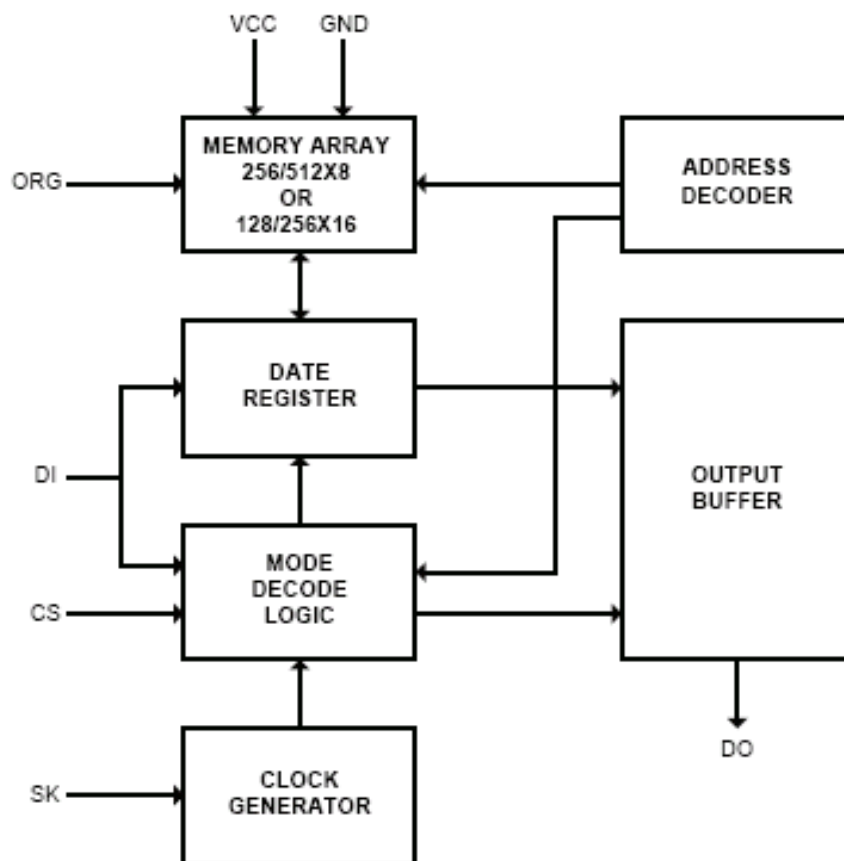 VCC
GND
ORG
MEMORY ARRAY
256/512X8
OR
128/256X16
ADDRESS
DECODER
DATE
REGISTER
DI
OUTPUT
BUFFER
MODE
DECODE
LOGIC
CS
DO
SK
CLOCK
GENERATOR